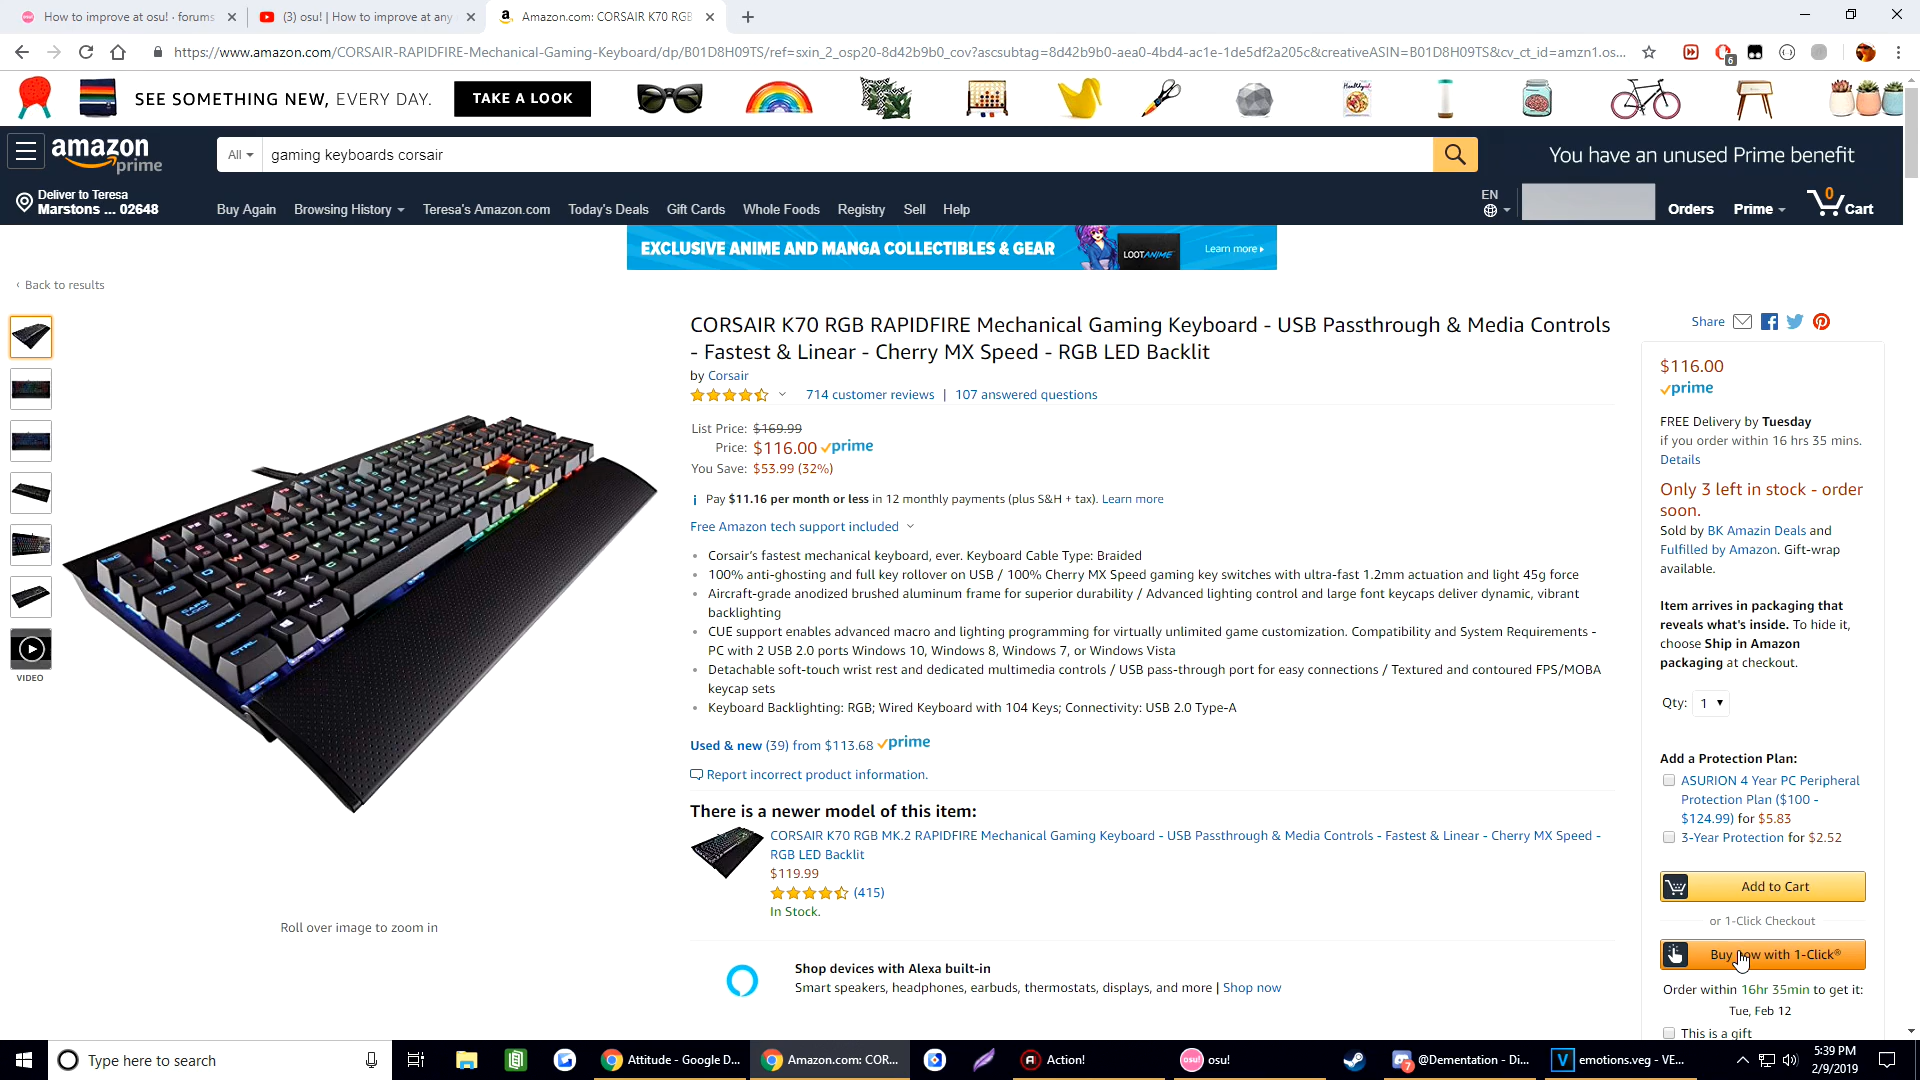 How to improve at osu! · forums
(3) osu! | How to improve at any
Amazon.com: CORSAIR K70 RGB
https://www.amazon.com/CORSAIR-RAPIDFIRE-Mechanical-Gaming-Keyboard/dp/B01D8H09TS/ref=sxin_2_osp20-8d42b9b0_cov?ascsubtag=8d42b9b0-aea0-4bd4-ac1e-1de5df2a205c&creativeASIN=B01D8H09TS&cv_ct_id=amzn1.os...
6
SEE SOMETHING NEW, EVERY DAY.
TAKE A LOOK
amazon prime
All
gaming keyboards corsair
You have an unused Prime benefit
Deliver to Teresa
Marstons ... 02648
Buy Again
Browsing History
Teresa's Amazon.com
Today's Deals
Gift Cards
Whole Foods
Registry
Sell
Help
EN
Orders
Prime
0
Cart
EXCLUSIVE ANIME AND MANGA COLLECTIBLES & GEAR
LOOTANIME
Learn more
‹ Back to results
VIDEO
Roll over image to zoom in
CORSAIR K70 RGB RAPIDFIRE Mechanical Gaming Keyboard - USB Passthrough & Media Controls
- Fastest & Linear - Cherry MX Speed - RGB LED Backlit
by Corsair
714 customer reviews | 107 answered questions
List Price: $169.99
Price: $116.00 prime
You Save: $53.99 (32%)
Pay $11.16 per month or less in 12 monthly payments (plus S&H + tax). Learn more
Free Amazon tech support included
• Corsair's fastest mechanical keyboard, ever. Keyboard Cable Type: Braided
• 100% anti-ghosting and full key rollover on USB / 100% Cherry MX Speed gaming key switches with ultra-fast 1.2mm actuation and light 45g force
• Aircraft-grade anodized brushed aluminum frame for superior durability / Advanced lighting control and large font keycaps deliver dynamic, vibrant
backlighting
• CUE support enables advanced macro and lighting programming for virtually unlimited game customization. Compatibility and System Requirements -
PC with 2 USB 2.0 ports Windows 10, Windows 8, Windows 7, or Windows Vista
• Detachable soft-touch wrist rest and dedicated multimedia controls / USB pass-through port for easy connections / Textured and contoured FPS/MOBA
keycap sets
• Keyboard Backlighting: RGB; Wired Keyboard with 104 Keys; Connectivity: USB 2.0 Type-A
Used & new (39) from $113.68 prime
Report incorrect product information.
There is a newer model of this item:
CORSAIR K70 RGB MK.2 RAPIDFIRE Mechanical Gaming Keyboard - USB Passthrough & Media Controls - Fastest & Linear - Cherry MX Speed -
RGB LED Backlit
$119.99
(415)
In Stock.
Shop devices with Alexa built-in
Smart speakers, headphones, earbuds, thermostats, displays, and more | Shop now
Share
$116.00
prime
FREE Delivery by Tuesday
if you order within 16 hrs 35 mins.
Details
Only 3 left in stock - order
soon.
Sold by BK Amazin Deals and
Fulfilled by Amazon. Gift-wrap
available.
Item arrives in packaging that
reveals what's inside. To hide it,
choose Ship in Amazon
packaging at checkout.
Qty: 1
Add a Protection Plan:
ASURION 4 Year PC Peripheral
Protection Plan ($100 -
$124.99) for $5.83
3-Year Protection for $2.52
Add to Cart
or 1-Click Checkout
Buy now with 1-Click®
Order within 16hr 35min to get it:
Tue, Feb 12
This is a gift
Type here to search
Attitude - Google D...
Amazon.com: COR...
Action!
osu!
@Dementation - Di...
7
emotions.veg - VE...
5:39 PM
2/9/2019